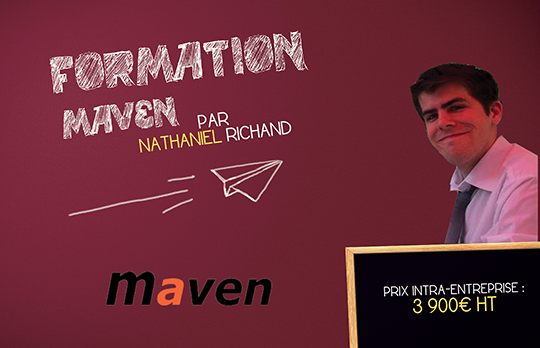 FORMATION
MAVEN
PAR
NATHANIEL RICHAND
maven
PRIX INTRA-ENTREPRISE :
3 900€ HT